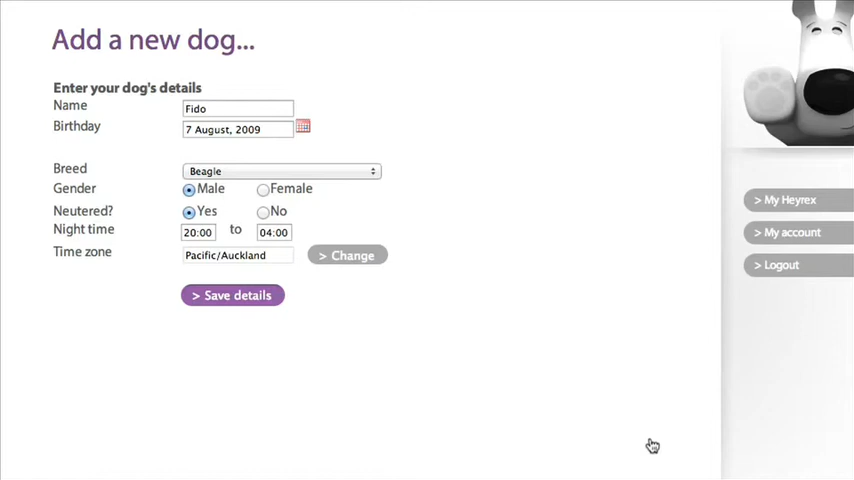 Add a new dog...
Enter your dog's details
Name Fido
Birthday 7 August, 2009
Breed Beagle
Gender Male Female
Neutered? Yes No
Night time 20:00 to 04:00
Time zone Pacific/Auckland > Change
> Save details
> My Heyrex
> My account
> Logout